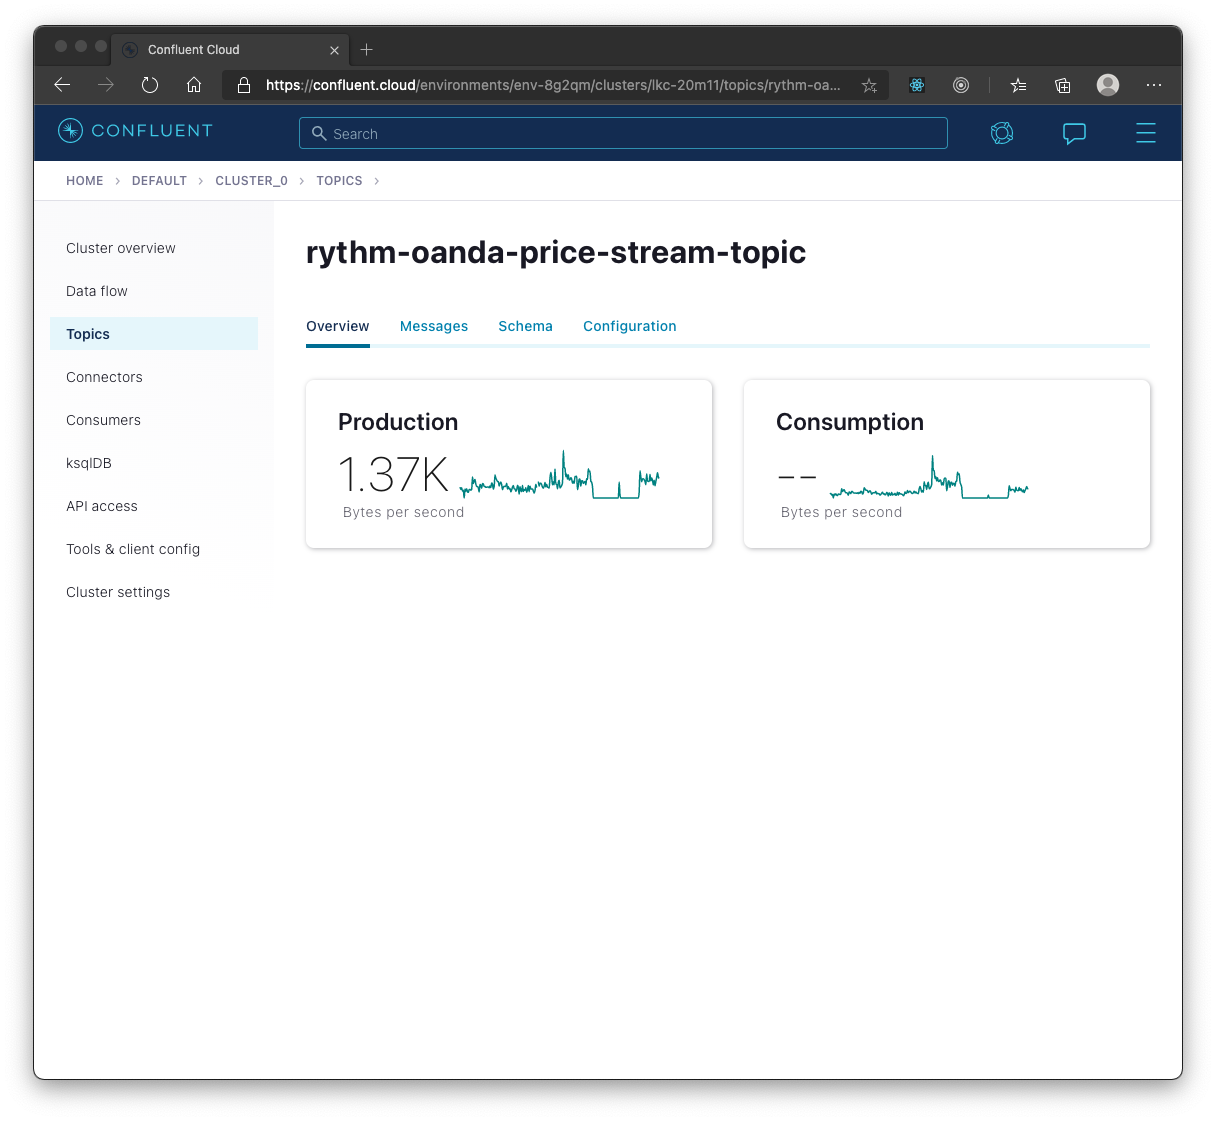 Confluent Cloud
https://confluent.cloud/environments/env-8g2qm/clusters/lkc-20m11/topics/rythm-oa...
CONFLUENT
Search
HOME > DEFAULT > CLUSTER_0 > TOPICS >
Cluster overview
Data flow
Topics
Connectors
Consumers
ksqlDB
API access
Tools & client config
Cluster settings
rythm-oanda-price-stream-topic
Overview Messages Schema Configuration
Production
1.37K
Bytes per second
Consumption
--
Bytes per second